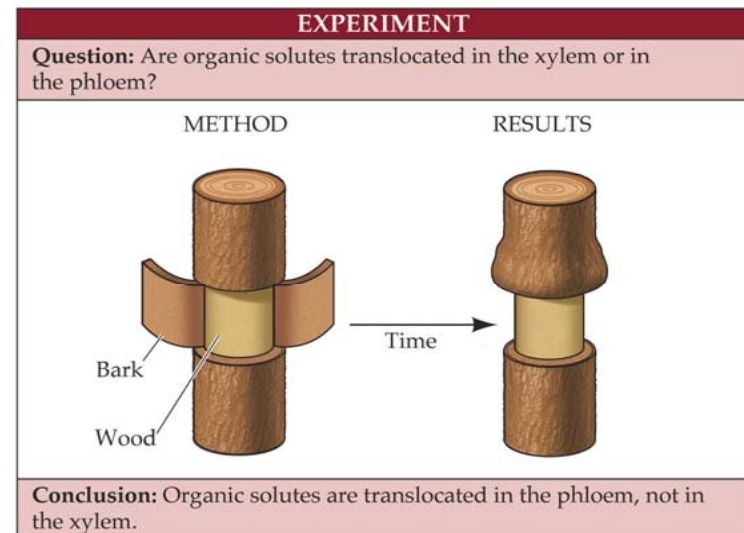 EXPERIMENT
Question: Are organic solutes translocated in the xylem or in
the phloem?
METHOD
RESULTS
Time
Bark
Wood
Conclusion: Organic solutes are translocated in the phloem, not in
the xylem.